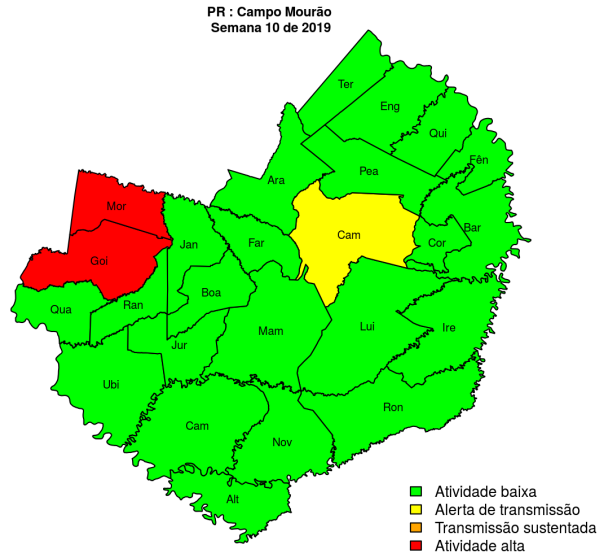 PR : Campo Mourão
Semana 10 de 2019
Ter
Eng
Qui
Fên
Pea
Ara
Mor
Cam
Bar
Far
Cor
Jan
Goi
Boa
Ran
Qua
Mam
Lui
Ire
Jur
Ubi
Ron
Cam
Nov
Alt
Atividade baixa
Alerta de transmissão
Transmissão sustentada
Atividade alta